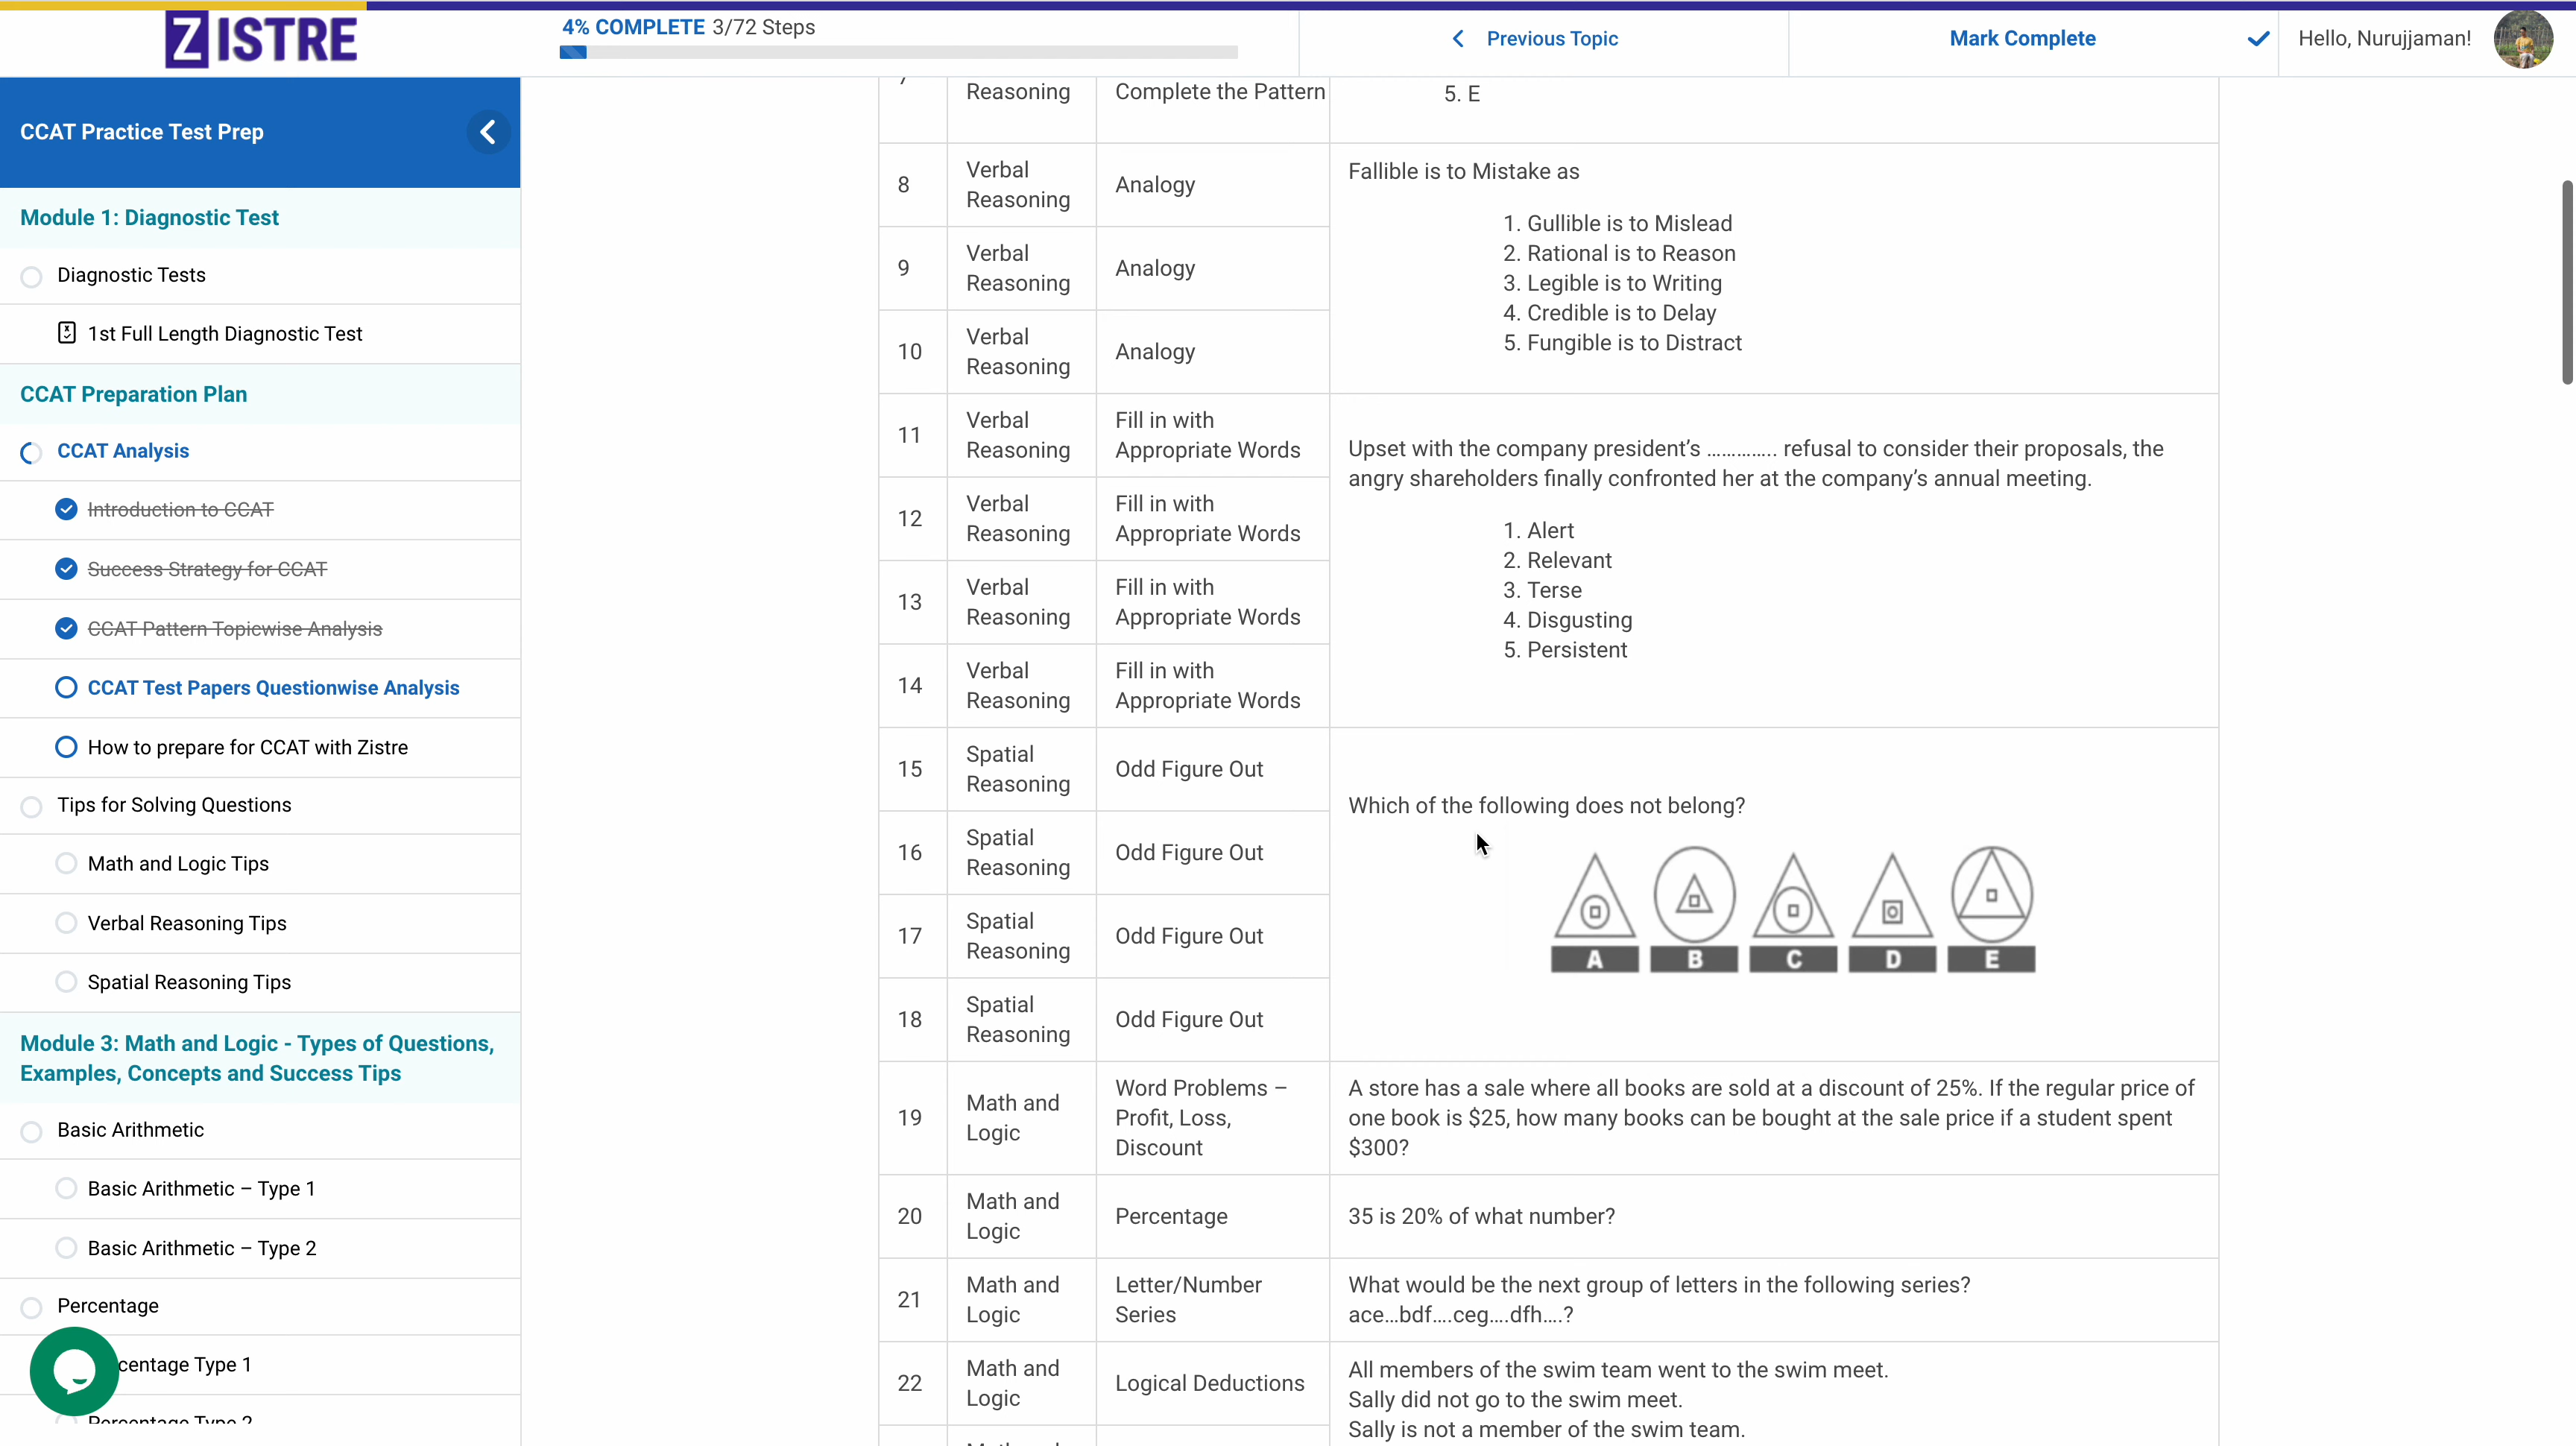 ZISTRE
4% COMPLETE 3/72 Steps
Previous Topic
Mark Complete
Hello, Nurujjaman!
CCAT Practice Test Prep
Module 1: Diagnostic Test
Diagnostic Tests
1st Full Length Diagnostic Test
CCAT Preparation Plan
CCAT Analysis
Introduction to CCAT
Success Strategy for CCAT
CCAT Pattern Topicwise Analysis
CCAT Test Papers Questionwise Analysis
How to prepare for CCAT with Zistre
Tips for Solving Questions
Math and Logic Tips
Verbal Reasoning Tips
Spatial Reasoning Tips
Module 3: Math and Logic - Types of Questions,
Examples, Concepts and Success Tips
Basic Arithmetic
Basic Arithmetic – Type 1
Basic Arithmetic – Type 2
Percentage
centage Type 1
Percentage Type 2
7
Reasoning
Complete the Pattern
5. E
8
Verbal
Reasoning
Analogy
9
Verbal
Reasoning
Analogy
10
Verbal
Reasoning
Analogy
Fallible is to Mistake as
1. Gullible is to Mislead
2. Rational is to Reason
3. Legible is to Writing
4. Credible is to Delay
5. Fungible is to Distract
11
Verbal
Reasoning
Fill in with
Appropriate Words
12
Verbal
Reasoning
Fill in with
Appropriate Words
13
Verbal
Reasoning
Fill in with
Appropriate Words
14
Verbal
Reasoning
Fill in with
Appropriate Words
Upset with the company president’s ………….. refusal to consider their proposals, the
angry shareholders finally confronted her at the company’s annual meeting.
1. Alert
2. Relevant
3. Terse
4. Disgusting
5. Persistent
15
Spatial
Reasoning
Odd Figure Out
16
Spatial
Reasoning
Odd Figure Out
17
Spatial
Reasoning
Odd Figure Out
18
Spatial
Reasoning
Odd Figure Out
Which of the following does not belong?
A B C D E
19
Math and
Logic
Word Problems –
Profit, Loss,
Discount
A store has a sale where all books are sold at a discount of 25%. If the regular price of
one book is $25, how many books can be bought at the sale price if a student spent
$300?
20
Math and
Logic
Percentage
35 is 20% of what number?
21
Math and
Logic
Letter/Number
Series
What would be the next group of letters in the following series?
ace…bdf….ceg….dfh….?
22
Math and
Logic
Logical Deductions
All members of the swim team went to the swim meet.
Sally did not go to the swim meet.
Sally is not a member of the swim team.
Math and